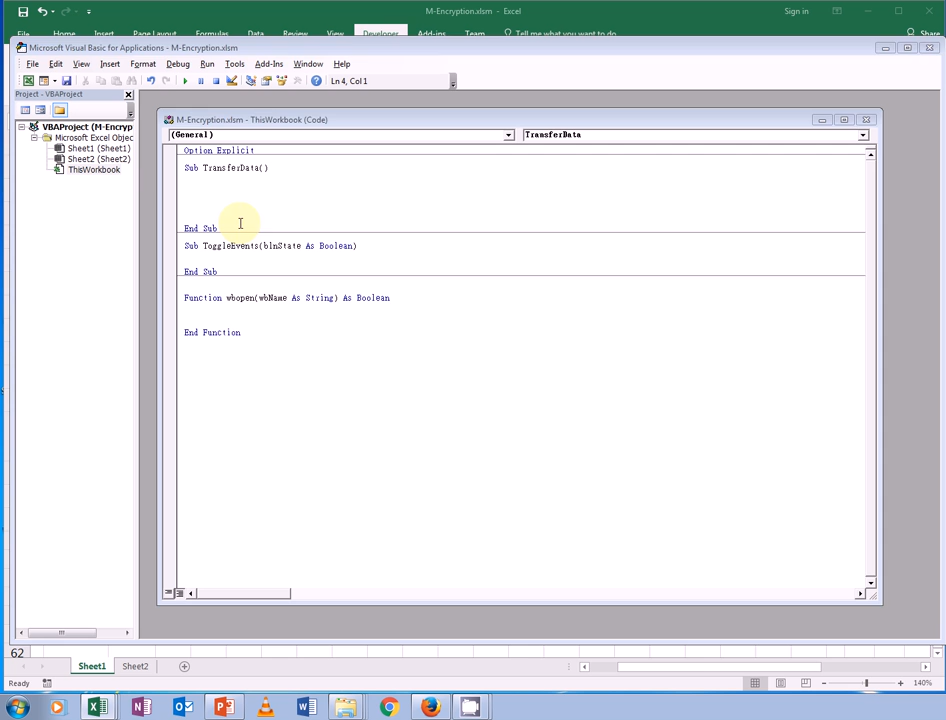 M-Encryption.xlsm - Excel
Sign in
File Home Insert Page Layout Formulas Data Review View Developer Add-ins Team Tell me what you want to do... Share
Microsoft Visual Basic for Applications - M-Encryption.xlsm
File Edit View Insert Format Debug Run Tools Add-Ins Window Help
Ln 4, Col 1
Project - VBAProject
VBAProject (M-Encryp
Microsoft Excel Objec
Sheet1 (Sheet1)
Sheet2 (Sheet2)
ThisWorkbook
M-Encryption.xlsm - ThisWorkbook (Code)
(General)
TransferData
Option Explicit
Sub TransferData()
End Sub
Sub ToggleEvents(blnState As Boolean)
End Sub
Function wbopen(wbName As String) As Boolean
End Function
62
Sheet1 Sheet2
Ready
140%